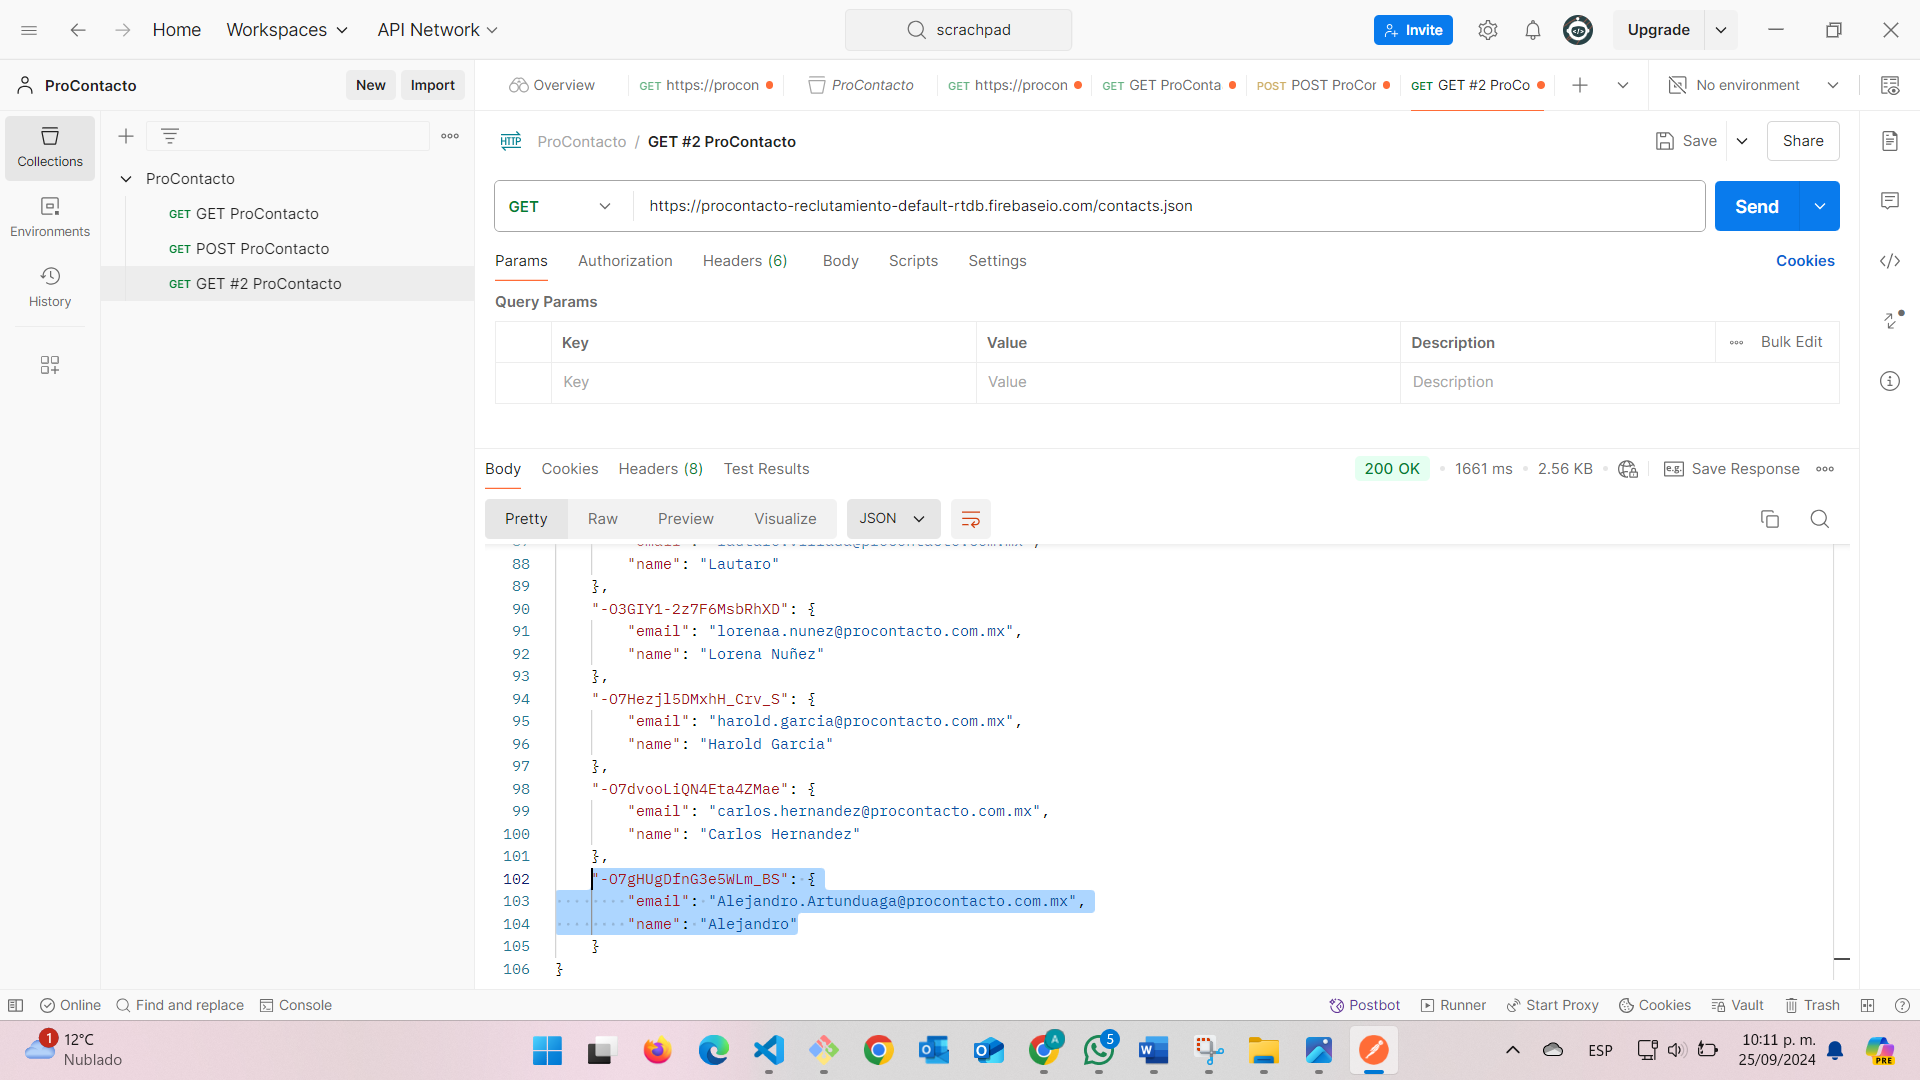 Home
Workspaces
API Network
scrachpad
Invite
Upgrade
ProContacto
New
Import
Overview
GET https://procon
ProContacto
GET https://procon
GET GET ProConta
POST POST ProCor
GET GET #2 ProCo
No environment
Collections
Environments
History
ProContacto
GET GET ProContacto
GET POST ProContacto
GET GET #2 ProContacto
HTTP ProContacto / GET #2 ProContacto
Save
Share
GET
https://procontacto-reclutamiento-default-rtdb.firebaseio.com/contacts.json
Send
Params Authorization Headers (6) Body Scripts Settings
Cookies
Query Params
Key Value Description Bulk Edit
Key Value Description
Body Cookies Headers (8) Test Results
200 OK 1661 ms 2.56 KB e.g. Save Response
Pretty Raw Preview Visualize JSON
88 "name": "Lautaro"
89 },
90 "-O3GIY1-2z7F6MsbRhXD": {
91 "email": "lorenaa.nunez@procontacto.com.mx",
92 "name": "Lorena Nuñez"
93 },
94 "-O7Hezjl5DMxhH_Crv_S": {
95 "email": "harold.garcia@procontacto.com.mx",
96 "name": "Harold Garcia"
97 },
98 "-O7dvooLiQN4Eta4ZMae": {
99 "email": "carlos.hernandez@procontacto.com.mx",
100 "name": "Carlos Hernandez"
101 },
102 "-O7gHUgDfnG3e5WLm_BS": {
103 "email": "Alejandro.Artunduaga@procontacto.com.mx",
104 "name": "Alejandro"
105 }
106 }
Online
Find and replace
Console
Postbot
Runner
Start Proxy
Cookies
Vault
Trash
1
12°C
Nublado
A
5
ESP
10:11 p. m.
25/09/2024
PRE